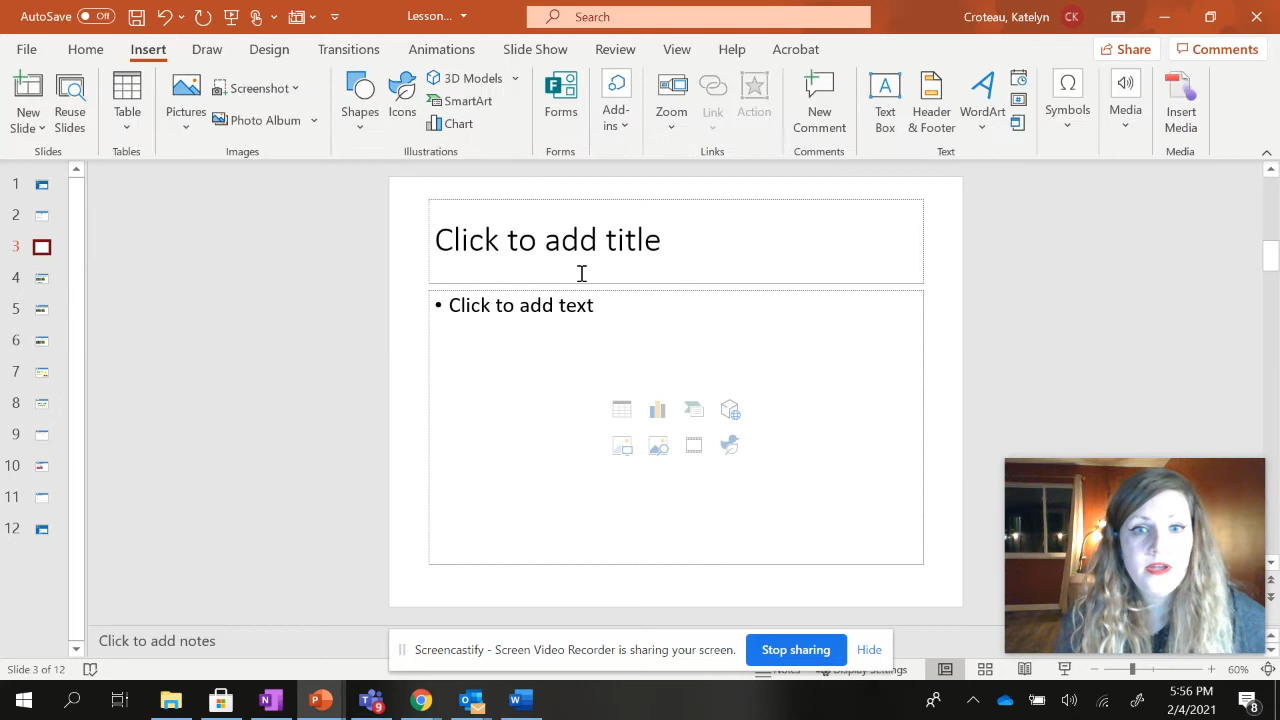 AutoSave Off Lesson... Search Croteau, Katelyn CK
File Home Insert Draw Design Transitions Animations Slide Show Review View Help Acrobat Share Comments
New Slide Reuse Slides Table Pictures Screenshot Photo Album Shapes Icons 3D Models SmartArt Chart Forms Add-ins Zoom Link Action New Comment Text Box Header & Footer WordArt Symbols Media Insert Media
Slides Tables Images Illustrations Forms Links Comments Text Media
1
2
3
4
5
6
7
8
9
10
11
12
Click to add title
• Click to add text
Click to add notes
Screencastify - Screen Video Recorder is sharing your screen. Stop sharing Hide
Slide 3 of 12 Notes Display Settings 60%
9
5:56 PM
2/4/2021
8